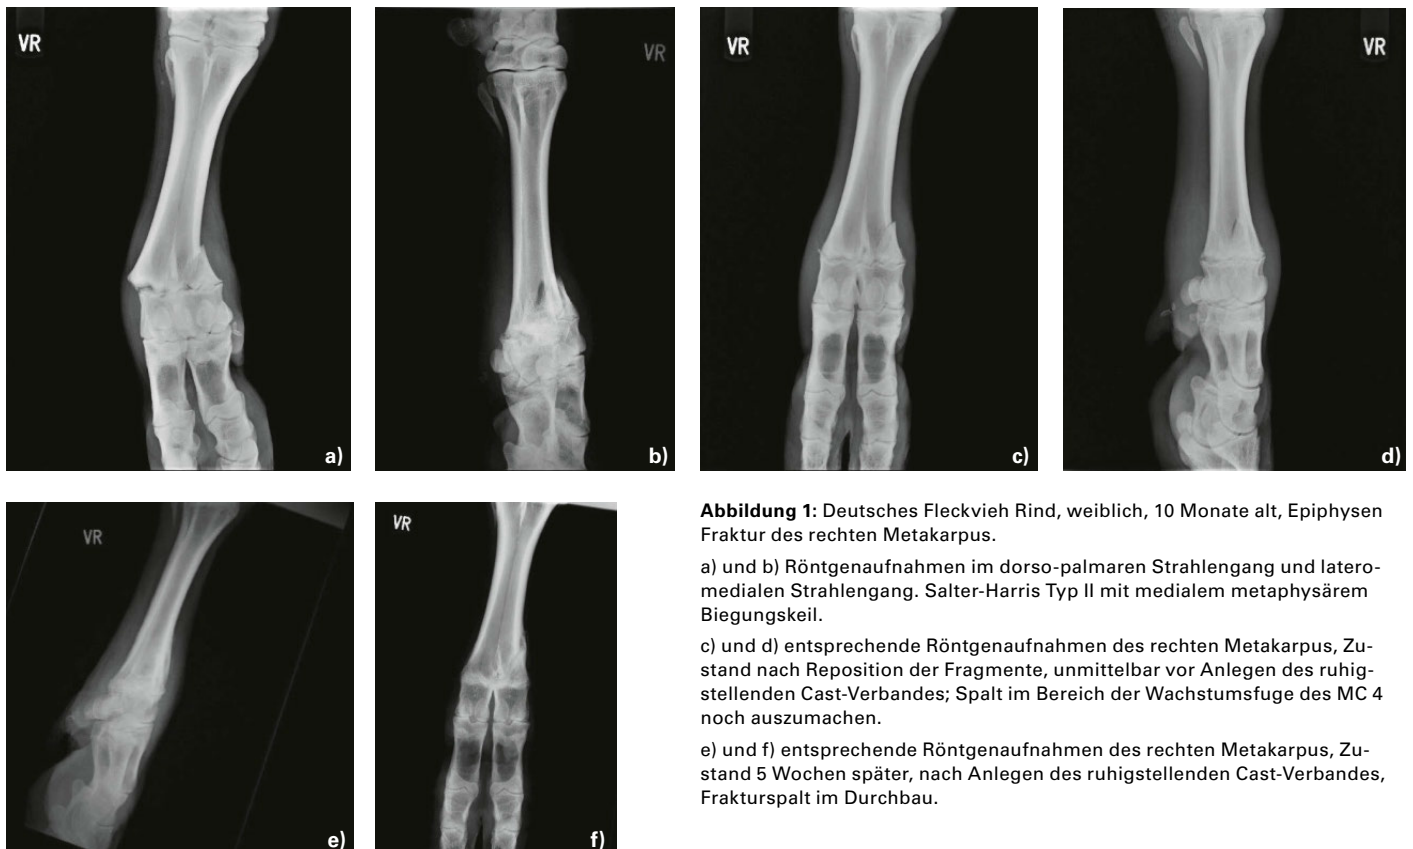 VR
a)
VR
b)
VR
c)
VR
d)
VR
e)
VR
f)
Abbildung 1: Deutsches Fleckvieh Rind, weiblich, 10 Monate alt, Epiphysen
Fraktur des rechten Metakarpus.
a) und b) Röntgenaufnahmen im dorso-palmaren Strahlengang und latero-
medialen Strahlengang. Salter-Harris Typ II mit medialem metaphysärem
Biegungskeil.
c) und d) entsprechende Röntgenaufnahmen des rechten Metakarpus, Zu-
stand nach Reposition der Fragmente, unmittelbar vor Anlegen des ruhig-
stellenden Cast-Verbandes; Spalt im Bereich der Wachstumsfuge des MC 4
noch auszumachen.
e) und f) entsprechende Röntgenaufnahmen des rechten Metakarpus, Zu-
stand 5 Wochen später, nach Anlegen des ruhigstellenden Cast-Verbandes,
Frakturspalt im Durchbau.